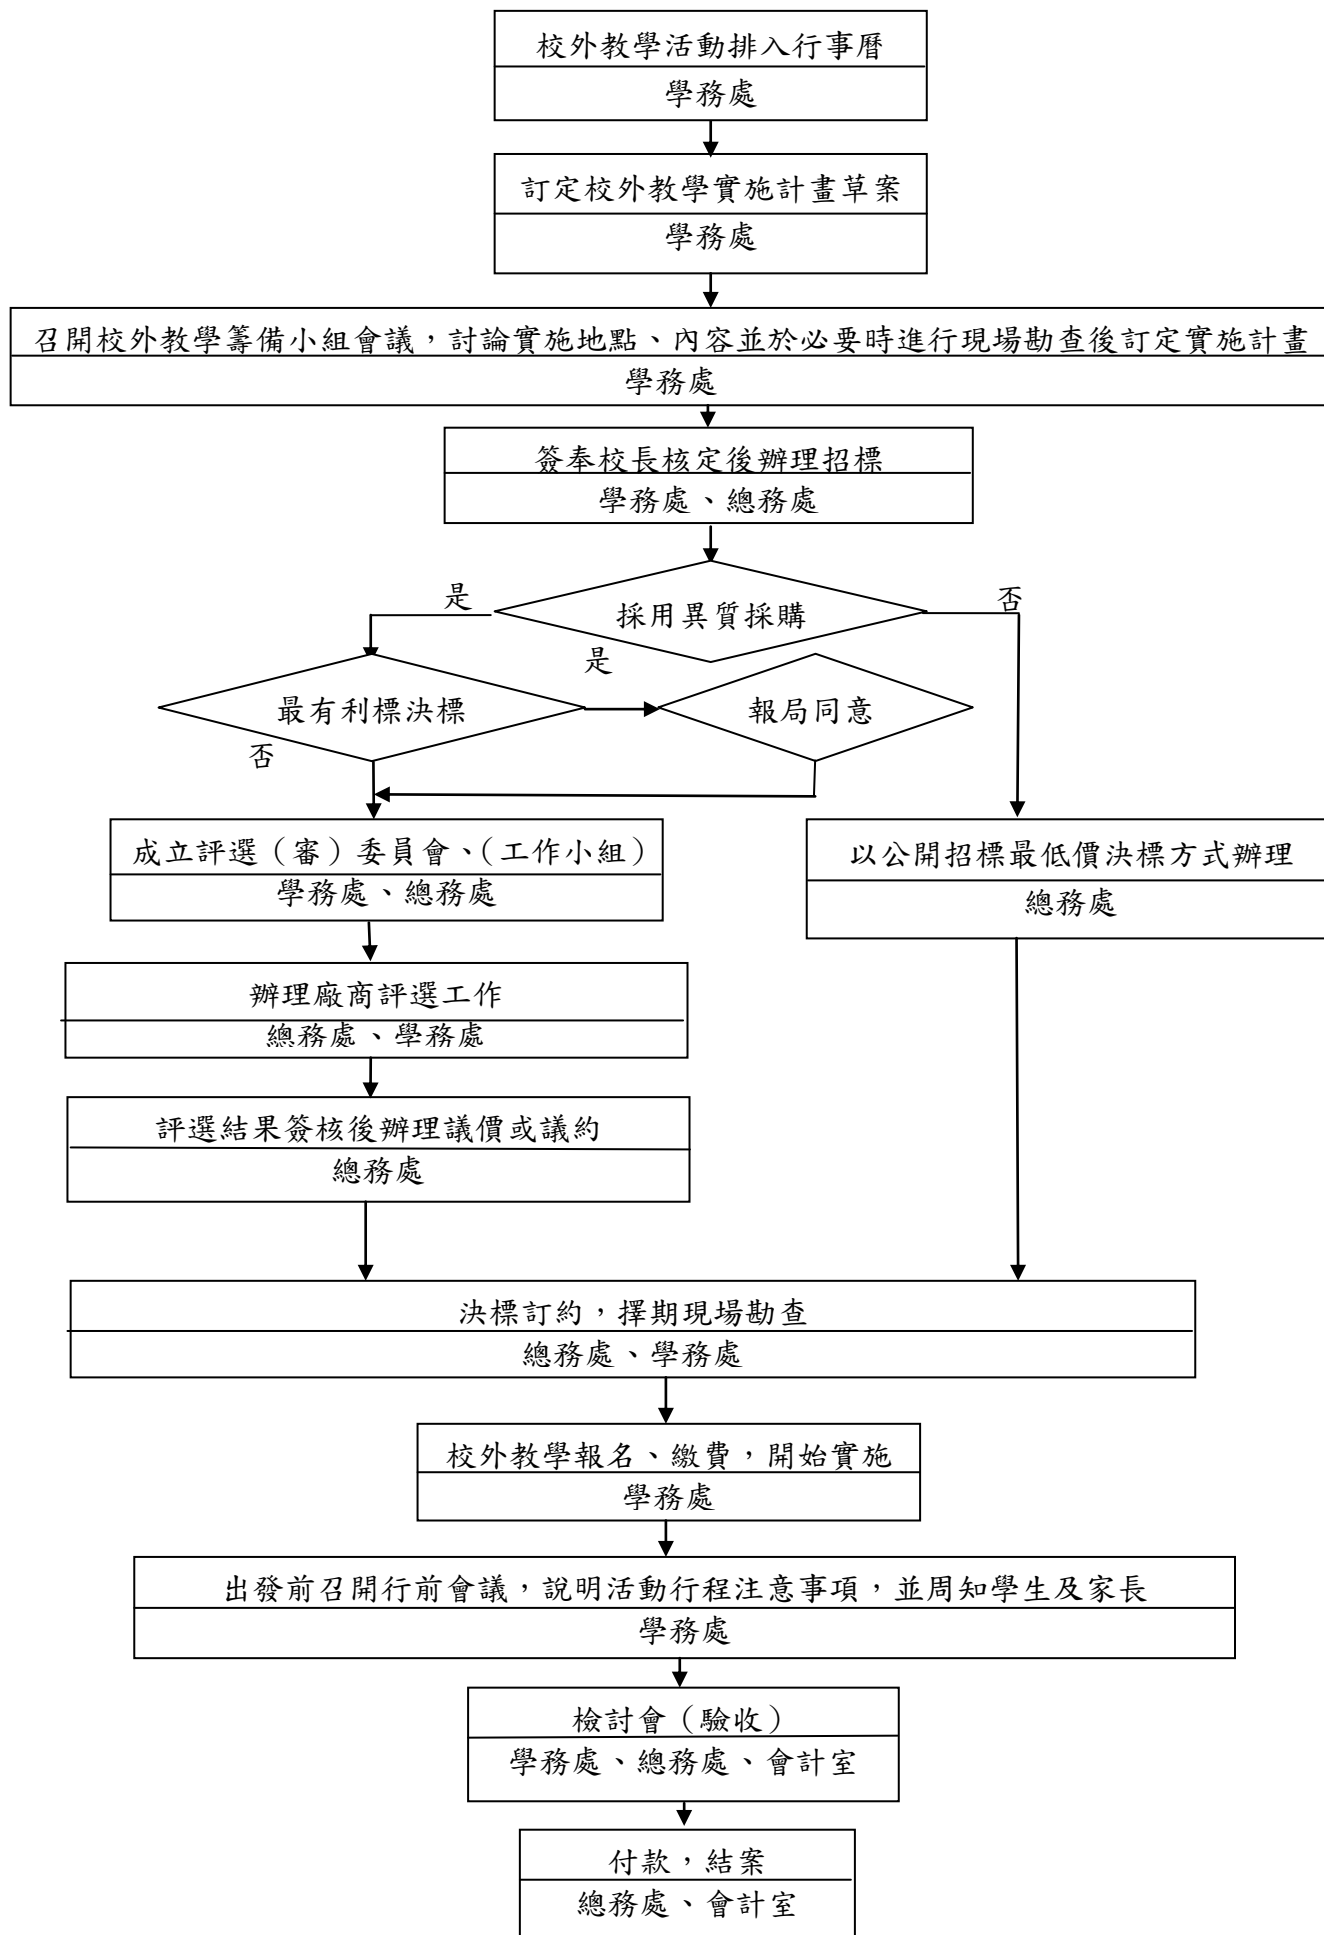 校外教學活動排入行事曆
學務處
訂定校外教學實施計畫草案
學務處
召開校外教學籌備小組會議，討論實施地點、內容並於必要時進行現場勘查後訂定實施計畫
學務處
簽奉校長核定後辦理招標
學務處、總務處
採用異質採購
是
否
最有利標決標
是
報局同意
否
成立評選（審）委員會、（工作小組）
學務處、總務處
以公開招標最低價決標方式辦理
總務處
辦理廠商評選工作
總務處、學務處
評選結果簽核後辦理議價或議約
總務處
決標訂約，擇期現場勘查
總務處、學務處
校外教學報名、繳費，開始實施
學務處
出發前召開行前會議，說明活動行程注意事項，並周知學生及家長
學務處
檢討會（驗收）
學務處、總務處、會計室
付款，結案
總務處、會計室